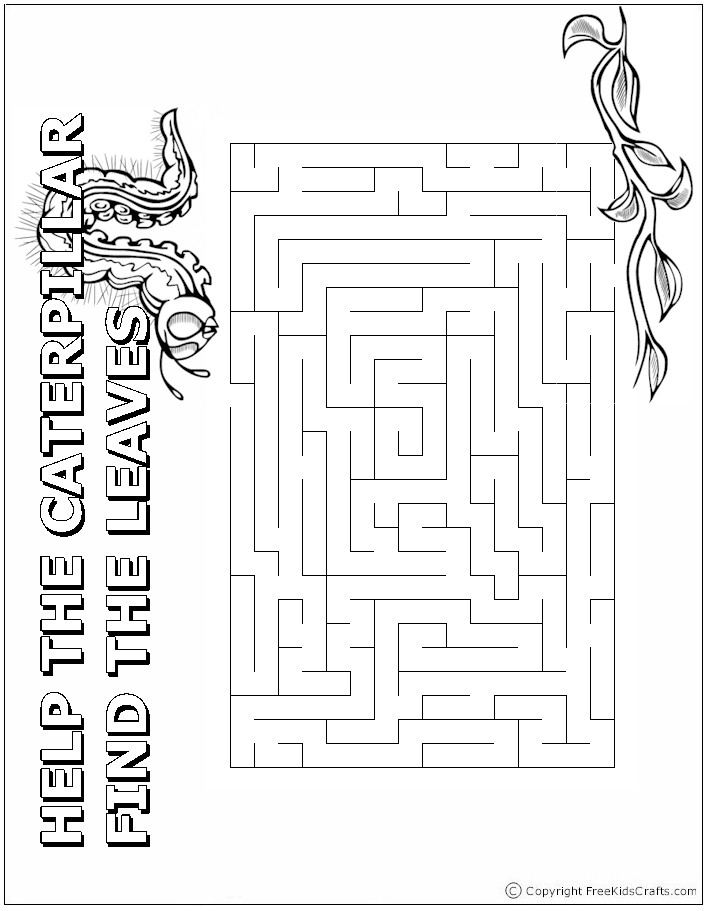 HELP THE CATERPILLAR
FIND THE LEAVES
© Copyright FreeKidsCrafts.com